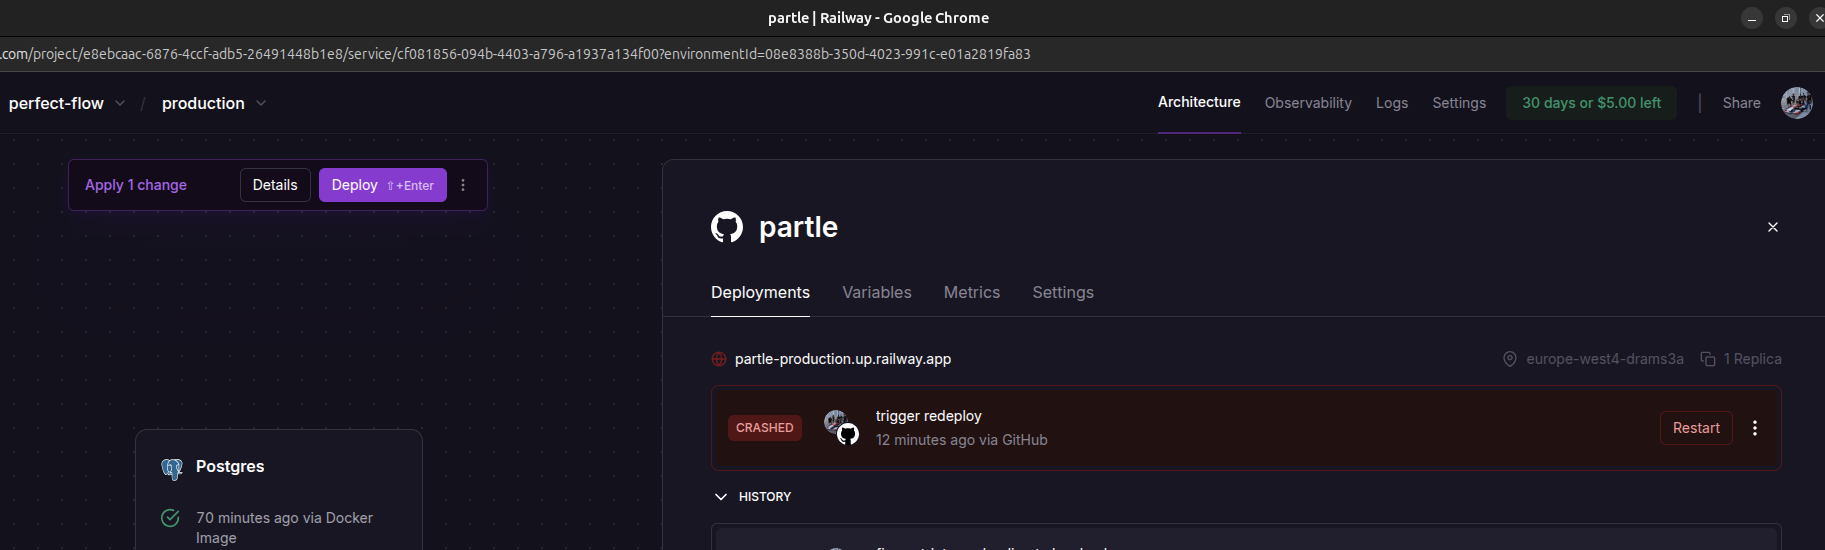 partle | Railway - Google Chrome
.com/project/e8ebcaac-6876-4ccf-adb5-26491448b1e8/service/cf081856-094b-4403-a796-a1937a134f00?environmentId=08e8388b-350d-4023-991c-e01a2819fa83
perfect-flow / production
Architecture Observability Logs Settings 30 days or $5.00 left | Share
Apply 1 change Details Deploy ⇧+Enter
partle
Deployments Variables Metrics Settings
partle-production.up.railway.app europe-west4-drams3a 1 Replica
CRASHED trigger redeploy Restart
12 minutes ago via GitHub
HISTORY
Postgres
70 minutes ago via Docker
Image